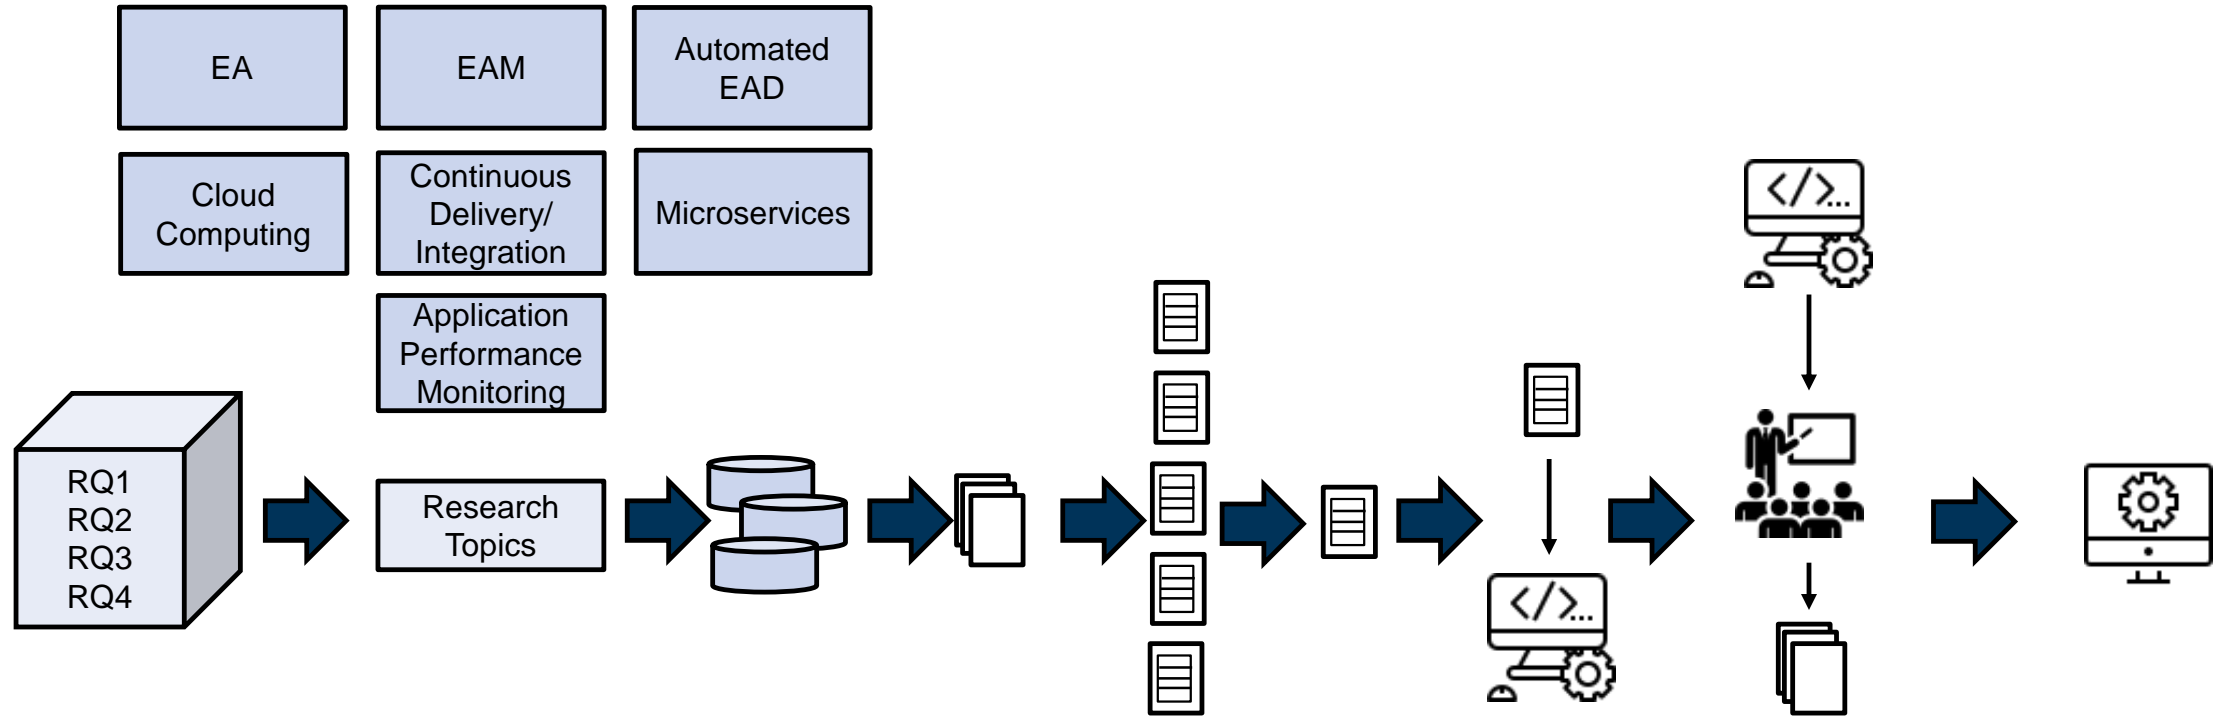 EA
EAM
Automated
EAD
Cloud
Computing
Continuous
Delivery/
Integration
Microservices
Application
Performance
Monitoring
RQ1
RQ2
RQ3
RQ4
Research
Topics
</>...
</>...